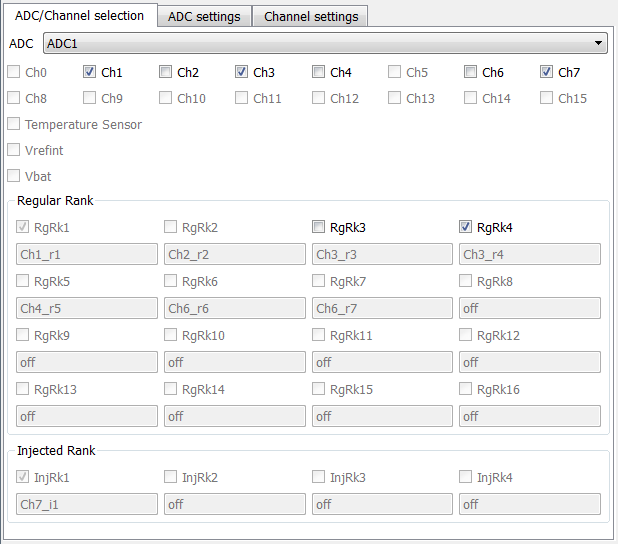 ADC/Channel selection ADC settings Channel settings
ADC ADC1
Ch0 Ch1 Ch2 Ch3 Ch4 Ch5 Ch6 Ch7
Ch8 Ch9 Ch10 Ch11 Ch12 Ch13 Ch14 Ch15
Temperature Sensor
Vrefint
Vbat
Regular Rank
RgRk1 RgRk2 RgRk3 RgRk4
Ch1_r1 Ch2_r2 Ch3_r3 Ch3_r4
RgRk5 RgRk6 RgRk7 RgRk8
Ch4_r5 Ch6_r6 Ch6_r7 off
RgRk9 RgRk10 RgRk11 RgRk12
off off off off
RgRk13 RgRk14 RgRk15 RgRk16
off off off off
Injected Rank
InjRk1 InjRk2 InjRk3 InjRk4
Ch7_i1 off off off